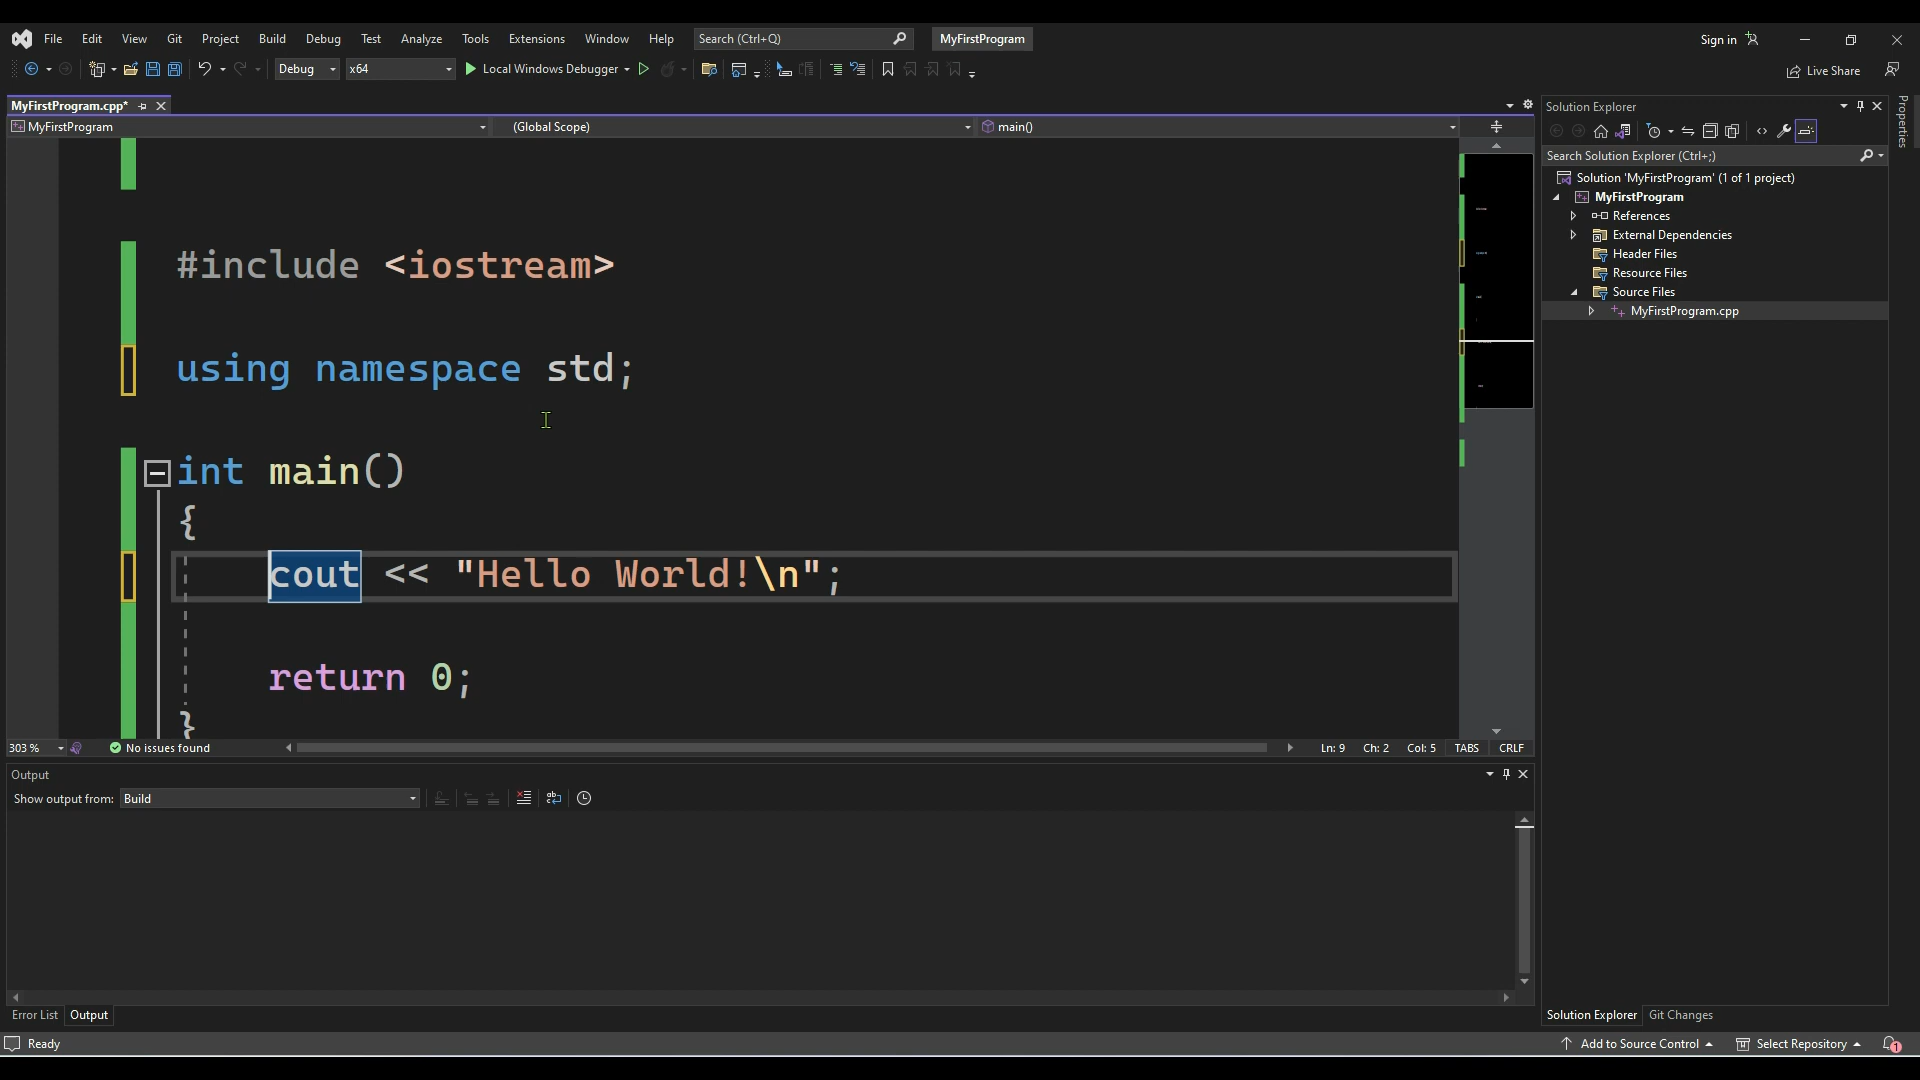 File Edit View Git Project Build Debug Test Analyze Tools Extensions Window Help Search (Ctrl+Q) MyFirstProgram Sign in
Debug x64 Local Windows Debugger Live Share
MyFirstProgram.cpp*
MyFirstProgram (Global Scope) main()
#include <iostream>
using namespace std;
int main()
{
cout << "Hello World!\n";
return 0;
}
303 % No issues found Ln: 9 Ch: 2 Col: 5 TABS CRLF
Output
Show output from: Build
Error List Output
Solution Explorer
Search Solution Explorer (Ctrl+;)
Solution 'MyFirstProgram' (1 of 1 project)
MyFirstProgram
References
External Dependencies
Header Files
Resource Files
Source Files
MyFirstProgram.cpp
Solution Explorer Git Changes
Properties
Ready Add to Source Control Select Repository 1